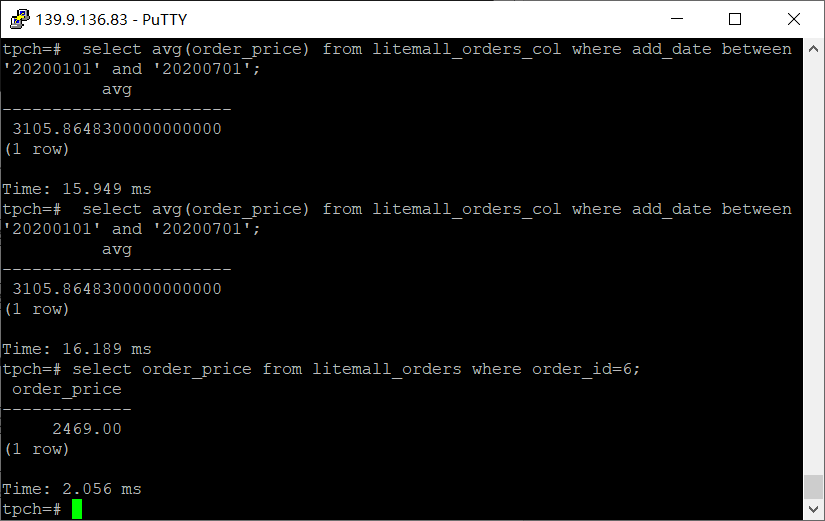 139.9.136.83 - PuTTY
tpch=#  select avg(order_price) from litemall_orders_col where add_date between
'20200101' and '20200701';
          avg
-----------------------
 3105.8648300000000000
(1 row)

Time: 15.949 ms
tpch=#  select avg(order_price) from litemall_orders_col where add_date between
'20200101' and '20200701';
          avg
-----------------------
 3105.8648300000000000
(1 row)

Time: 16.189 ms
tpch=# select order_price from litemall_orders where order_id=6;
 order_price
-------------
     2469.00
(1 row)

Time: 2.056 ms
tpch=#